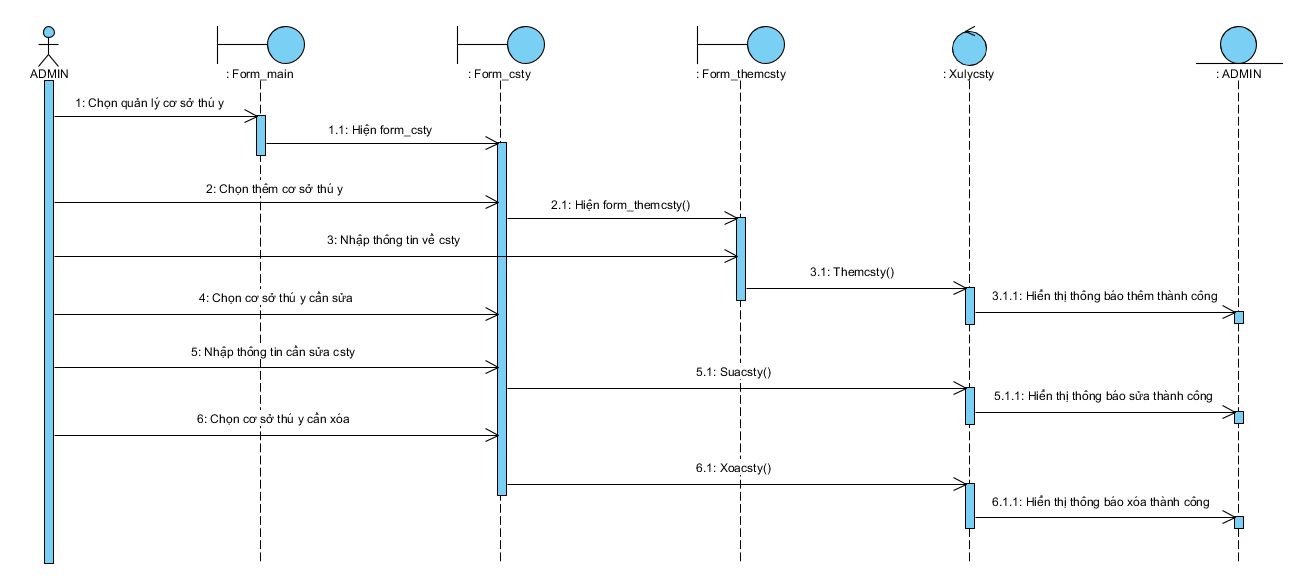 ADMIN
: Form_main
: Form_csty
: Form_themcsty
: Xulycsty
: ADMIN
1: Chọn quản lý cơ sở thú y
1.1: Hiện form_csty
2: Chọn thêm cơ sở thú y
2.1: Hiện form_themcsty()
3: Nhập thông tin về csty
3.1: Themcsty()
4: Chọn cơ sở thú y cần sửa
3.1.1: Hiển thị thông báo thêm thành công
5: Nhập thông tin cần sửa csty
5.1: Suacsty()
5.1.1: Hiển thị thông báo sửa thành công
6: Chọn cơ sở thú y cần xóa
6.1: Xoacsty()
6.1.1: Hiển thị thông báo xóa thành công